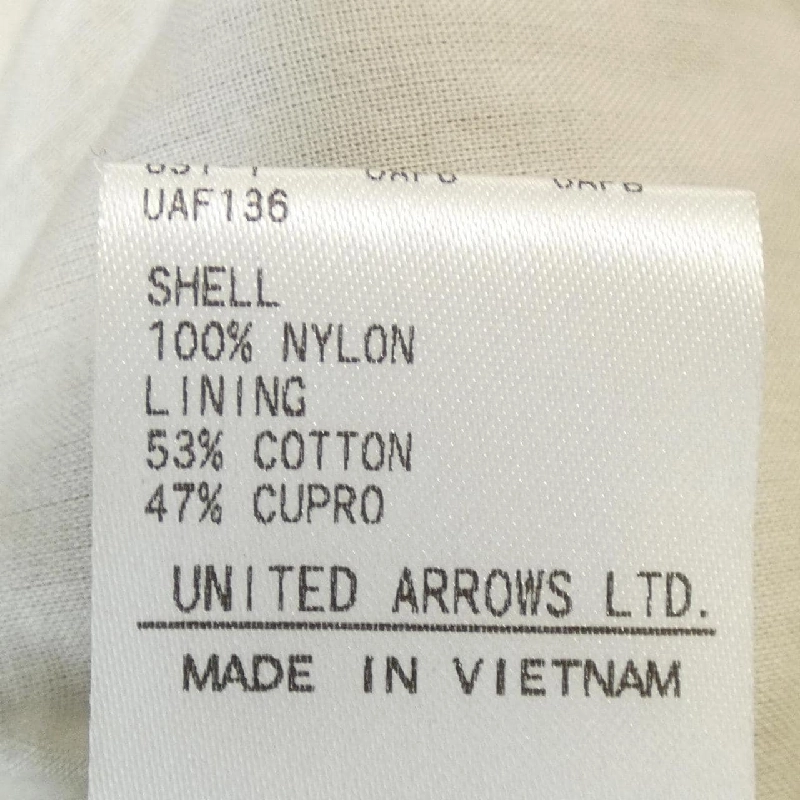 UAF136
SHELL
100% NYLON
LINING
53% COTTON
47% CUPRO
UNITED ARROWS LTD.
MADE IN VIETNAM